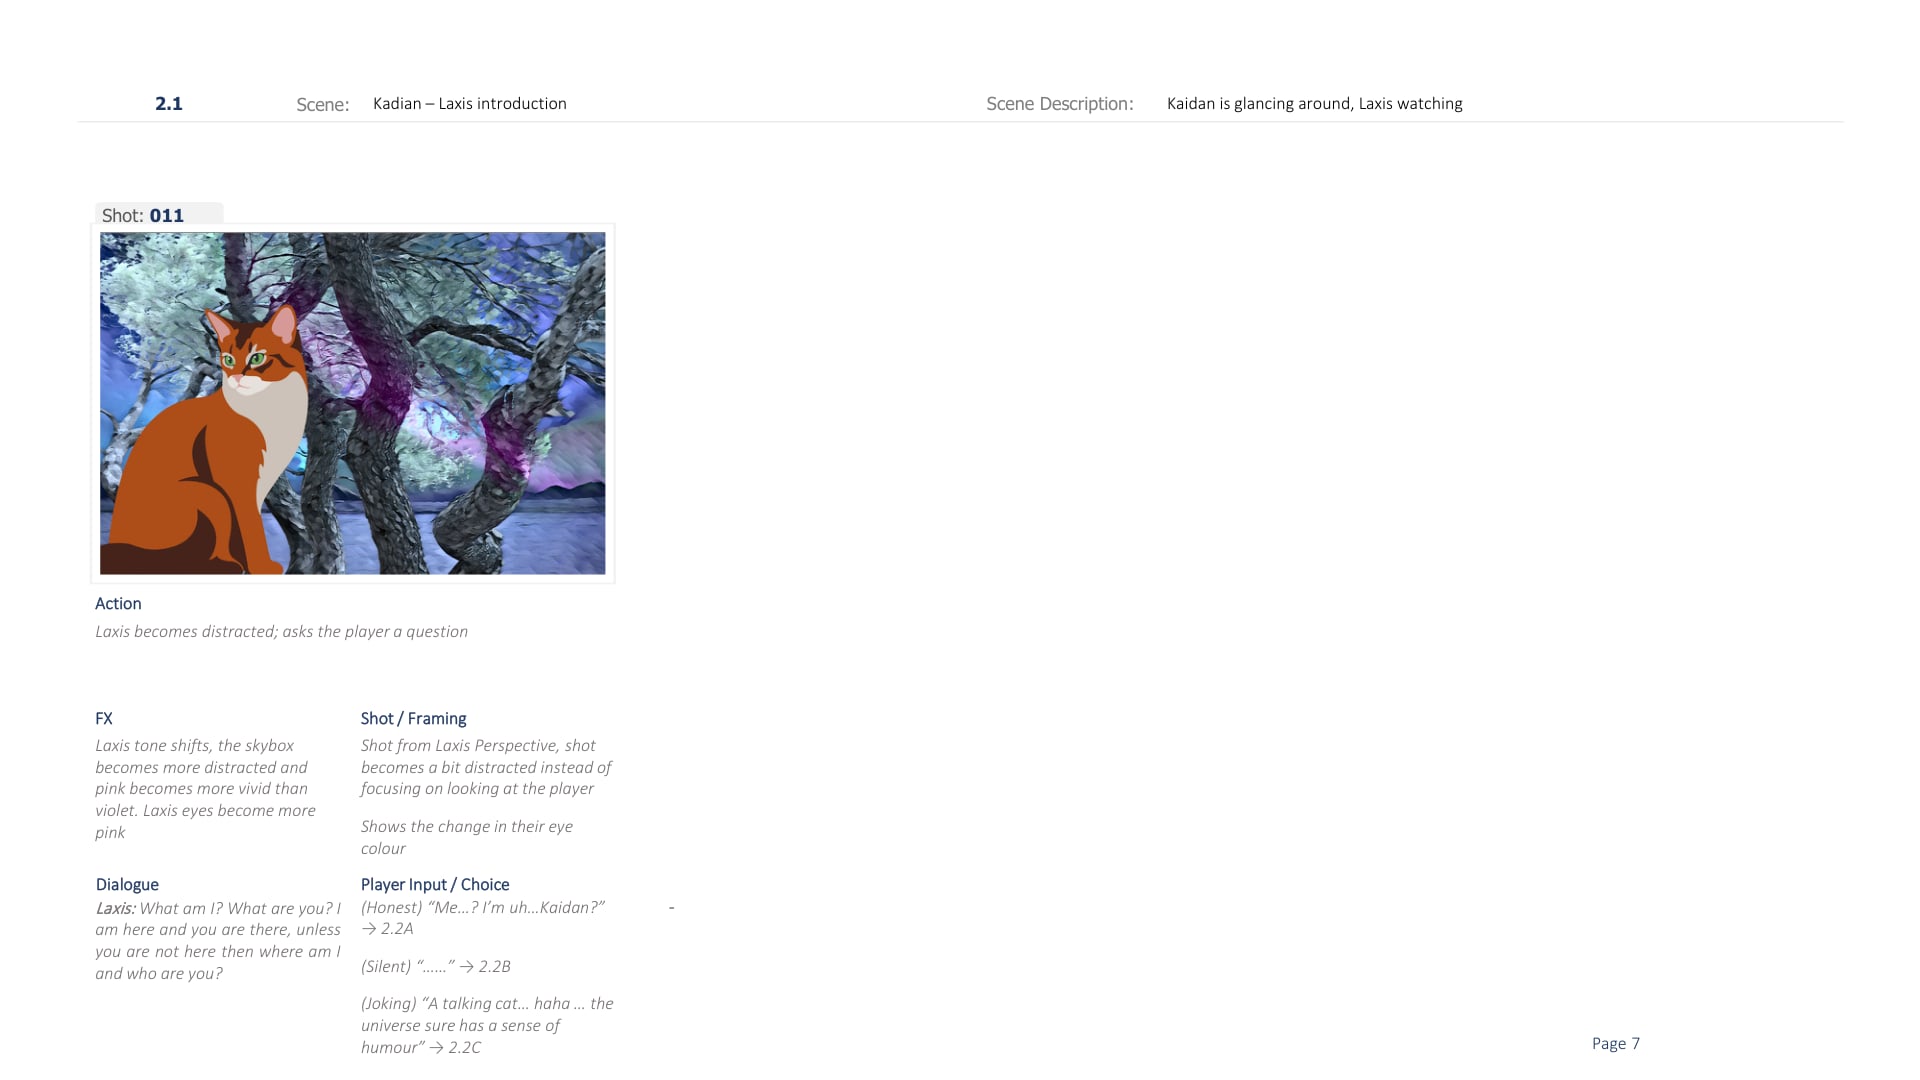 2.1 Scene: Kadian – Laxis introduction Scene Description: Kaidan is glancing around, Laxis watching
Shot: 011
Action
Laxis becomes distracted; asks the player a question
FX
Laxis tone shifts, the skybox
becomes more distracted and
pink becomes more vivid than
violet. Laxis eyes become more
pink
Shot / Framing
Shot from Laxis Perspective, shot
becomes a bit distracted instead of
focusing on looking at the player
Shows the change in their eye
colour
Dialogue
Laxis: What am I? What are you? I
am here and you are there, unless
you are not here then where am I
and who are you?
Player Input / Choice
(Honest) “Me…? I’m uh…Kaidan?”
→ 2.2A
(Silent) “……” → 2.2B
(Joking) “A talking cat… haha … the
universe sure has a sense of
humour” → 2.2C
-
Page 7